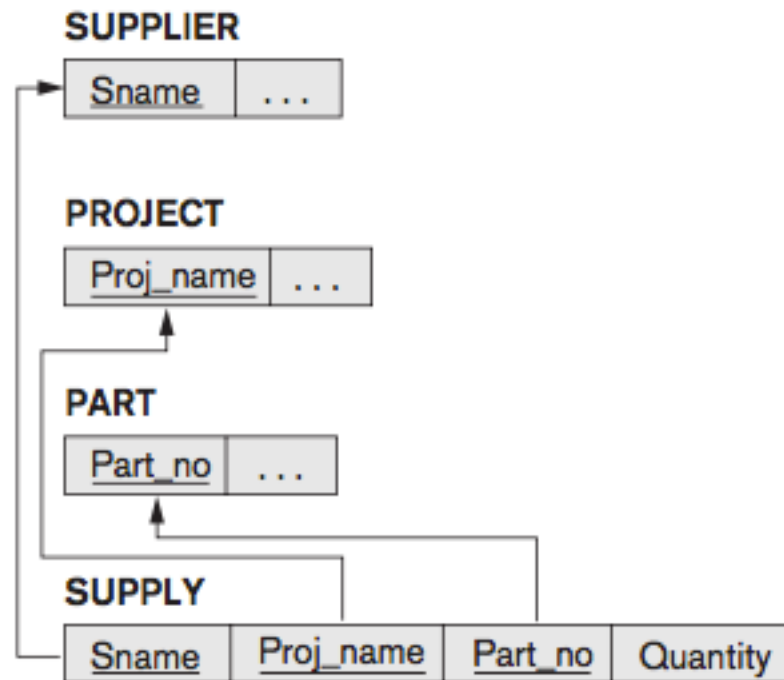 SUPPLIER
Sname ...
PROJECT
Proj_name ...
PART
Part_no ...
SUPPLY
Sname Proj_name Part_no Quantity